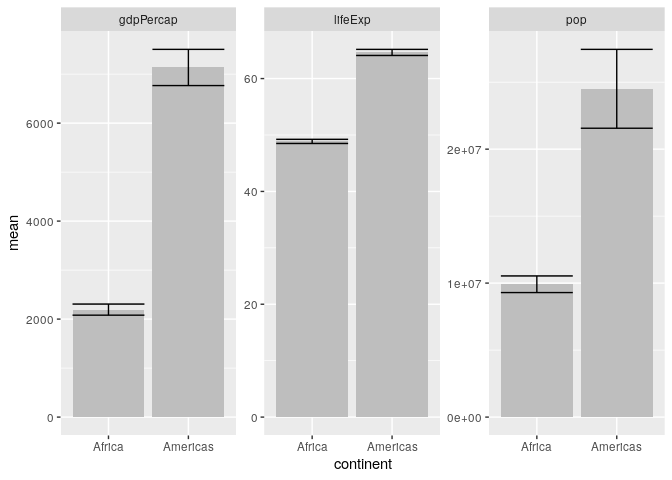 gdpPercap
lifeExp
pop
mean
6000
4000
2000
0
60
40
20
0
2e+07
1e+07
0e+00
Africa
Americas
Africa
Americas
Africa
Americas
continent